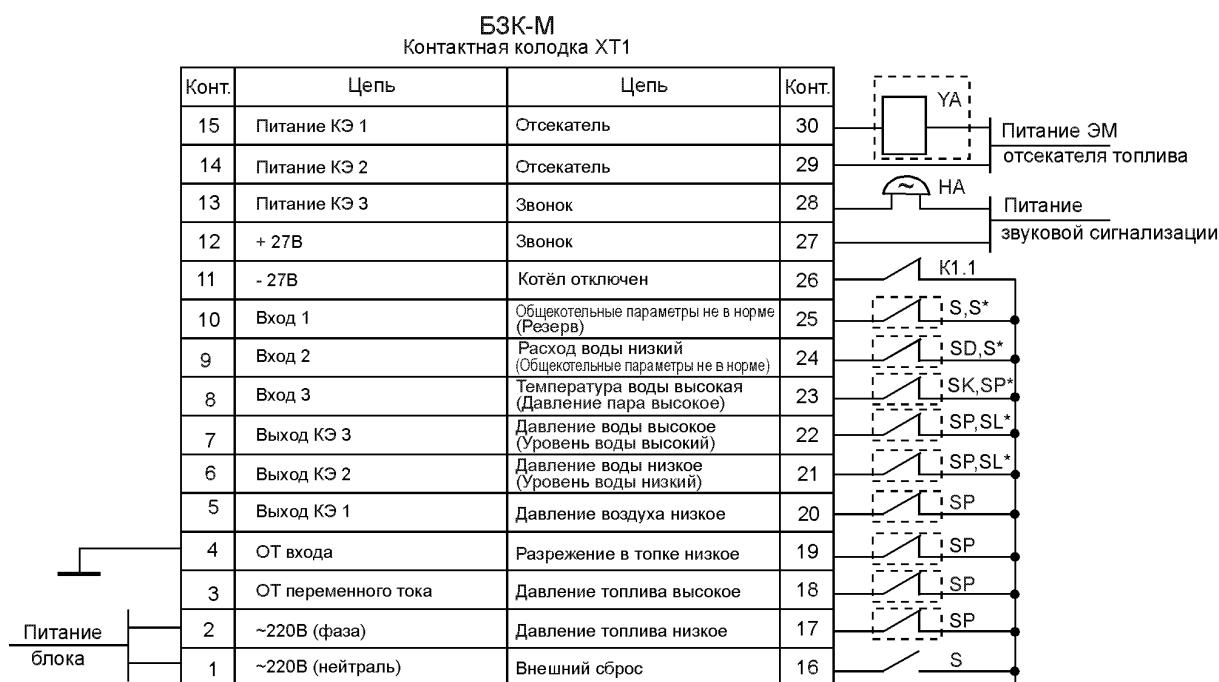 БЗК-М
Контактная колодка XT1
Конт. Цепь Цепь Конт.
15 Питание КЭ 1 Отсекатель 30
YA
Питание ЭМ
отсекателя топлива
14 Питание КЭ 2 Отсекатель 29
13 Питание КЭ 3 Звонок 28
HA
Питание
звуковой сигнализации
12 + 27В Звонок 27
11 - 27В Котёл отключен 26 К1.1
10 Вход 1 Общекотельные параметры не в норме 25 S,S*
(Резерв)
9 Вход 2 Расход воды низкий 24 SD,S*
(Общекотельные параметры не в норме)
8 Вход 3 Температура воды высокая 23 SK,SP*
(Давление пара высокое)
7 Выход КЭ 3 Давление воды высокое 22 SP,SL*
(Уровень воды высокий)
6 Выход КЭ 2 Давление воды низкое 21 SP,SL*
(Уровень воды низкий)
5 Выход КЭ 1 Давление воздуха низкое 20 SP
4 ОТ входа Разрежение в топке низкое 19 SP
3 ОТ переменного тока Давление топлива высокое 18 SP
Питание
блока
2 ~220В (фаза) Давление топлива низкое 17 SP
1 ~220В (нейтраль) Внешний сброс 16 S